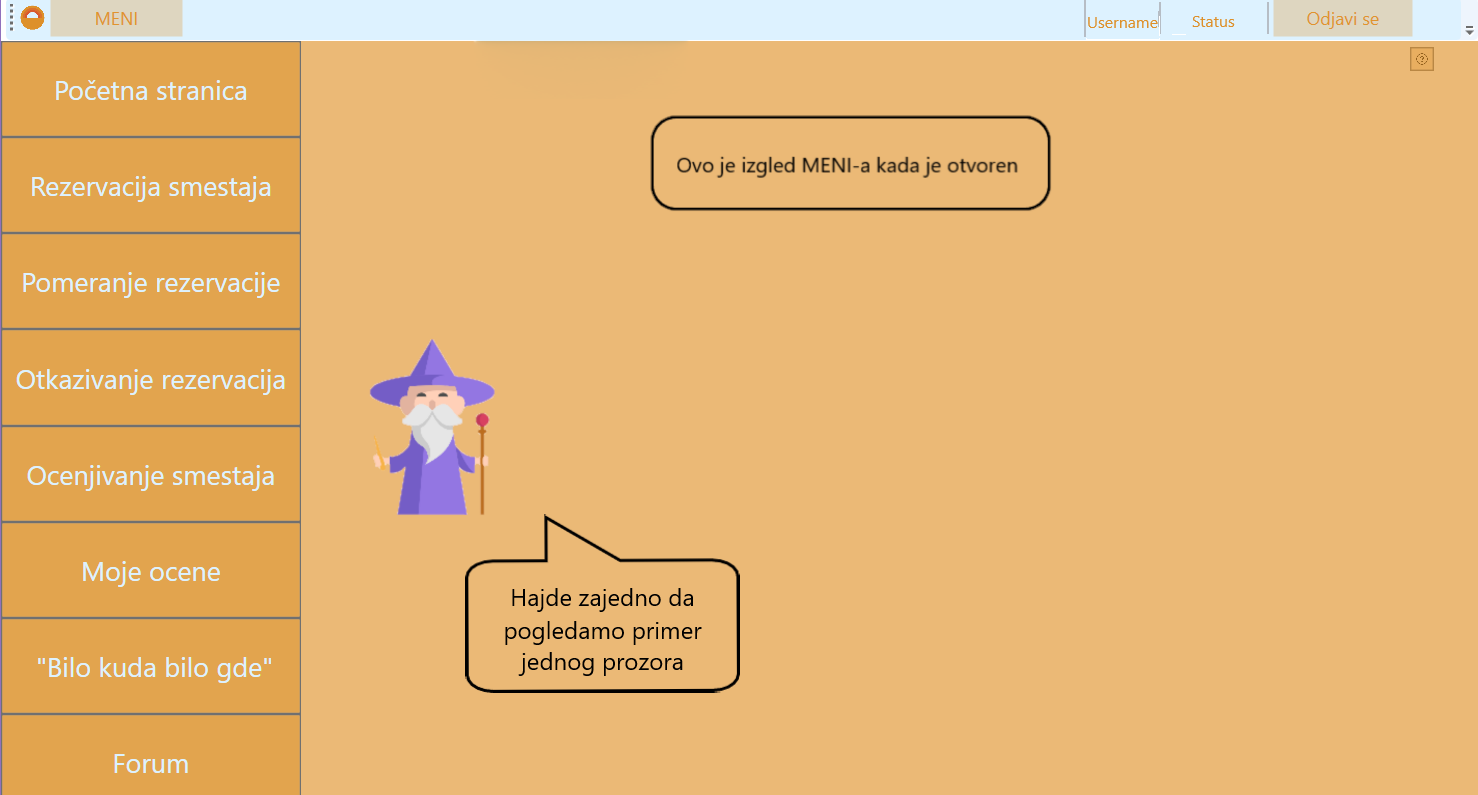 MENI
Username
Status
Odjavi se
Početna stranica
Rezervacija smestaja
Pomeranje rezervacije
Otkazivanje rezervacija
Ocenjivanje smestaja
Moje ocene
"Bilo kuda bilo gde"
Forum
?
Ovo je izgled MENI-a kada je otvoren
Hajde zajedno da
pogledamo primer
jednog prozora